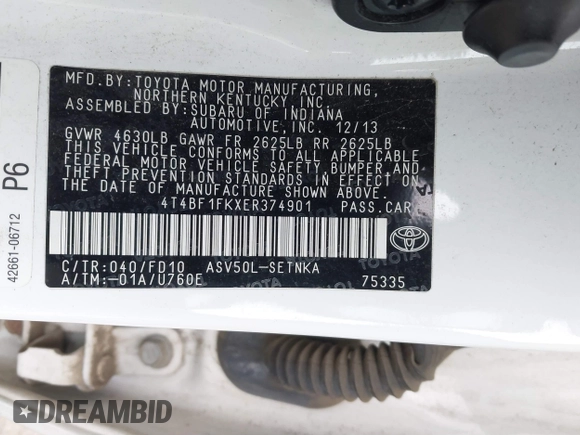 MFD.BY:TOYOTA MOTOR MANUFACTURING,
NORTHERN KENTUCKY,INC.
ASSEMBLED BY:SUBARU OF INDIANA
AUTOMOTIVE,INC. 12/13
GVWR 4630LB GAWR FR 2625LB RR 2625LB
THIS VEHICLE CONFORMS TO ALL APPLICABLE
FEDERAL MOTOR VEHICLE SAFETY,BUMPER,AND
THEFT PREVENTION STANDARDS IN EFFECT ON
THE DATE OF MANUFACTURE SHOWN ABOVE.
4T4BF1FKXER374901 PASS.CAR
C/TR:040/FD10 ASV50L-SETNKA
A/TM:-01A/U760E 75335
TOYOTA
P6
42661-06712
DREAMBID